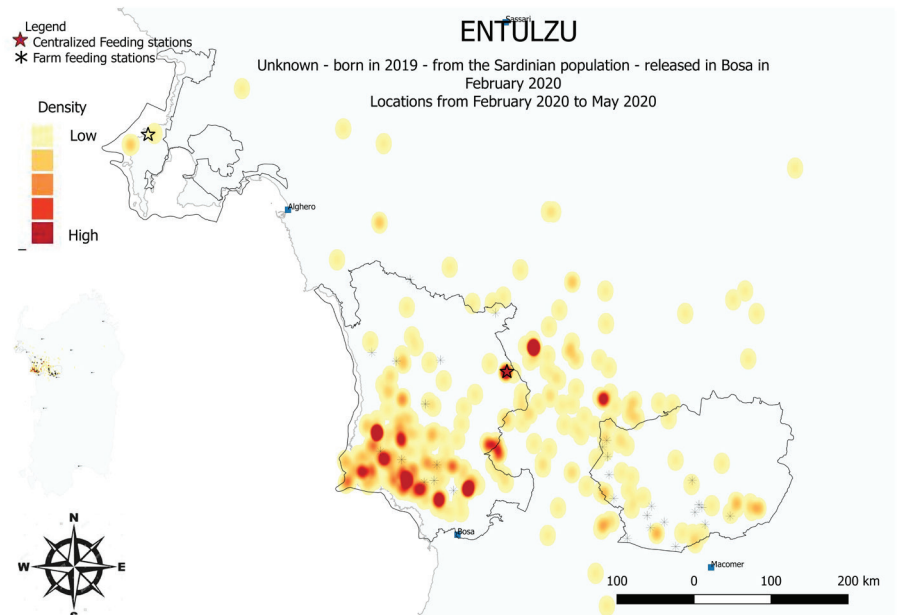 Legend
Centralized Feeding stations
Farm feeding stations
Sassari
ENTULZU
Unknown - born in 2019 - from the Sardinian population - released in Bosa in
February 2020
Locations from February 2020 to May 2020
Density
Low
High
Alghero
Bosa
Macomer
N
W
E
S
100
0
100
200 km